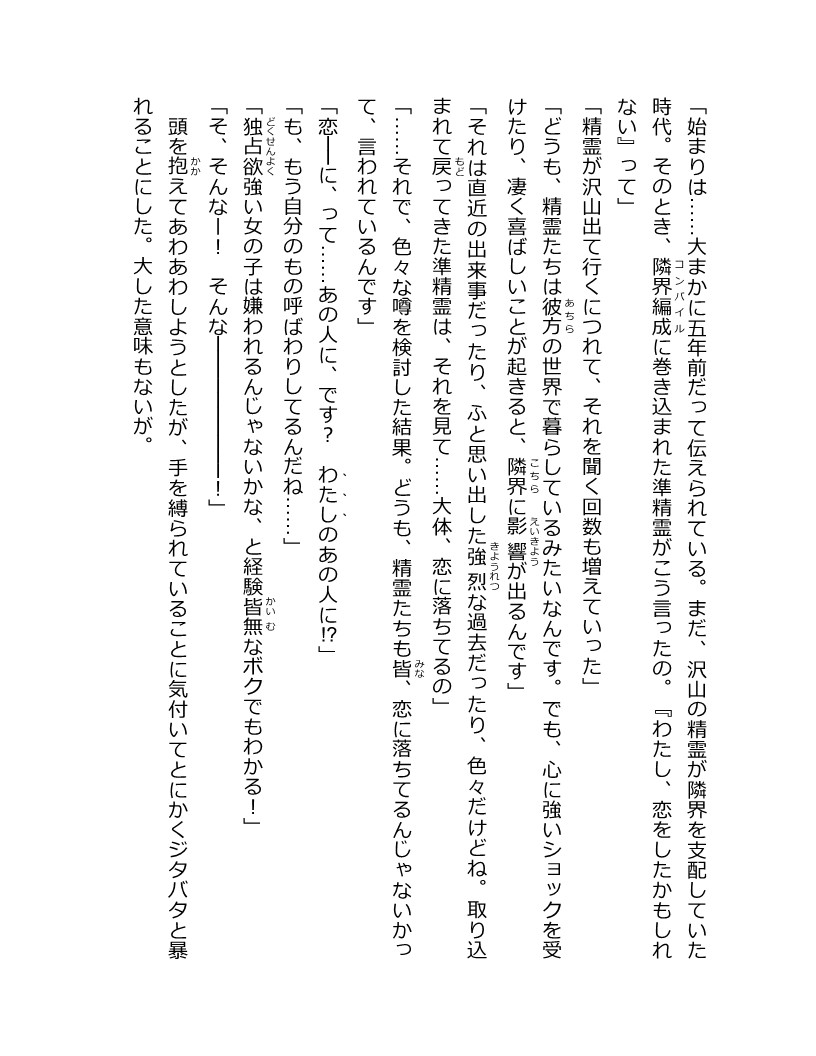 「始まりは……大まかに五年前だって伝えられている。まだ、沢山の精霊が隣界を支配していた
時代。そのとき、隣界編成に巻き込まれた準精霊がこう言ったの。『わたし、恋をしたかもしれ
ない』って」
「精霊が沢山出て行くにつれて、それを聞く回数も増えていった」
「どうも、精霊たちは彼方の世界で暮らしているみたいなんです。でも、心に強いショックを受
けたり、凄く喜ばしいことが起きると、隣界に影響が出るんです」
「それは直近の出来事だったり、ふと思い出した強烈な過去だったり、色々だけどね。取り込
まれて戻ってきた準精霊は、それを見て……大体、恋に落ちてるの」
「……それで、色々な噂を検討した結果。どうも、精霊たちも皆、恋に落ちてるんじゃないかっ
て、言われているんです」
「恋――に、って……あの人に、です？　わたしのあの人に!?」
「も、もう自分のもの呼ばわりしてるんだね……」
「独占欲強い女の子は嫌われるんじゃないかな、と経験皆無なボクでもわかる！」
「そ、そんなー！　そんな――――――――！」
　頭を抱えてあわあわしようとしたが、手を縛られていることに気付いてとにかくジタバタと暴
れることにした。大した意味もないが。